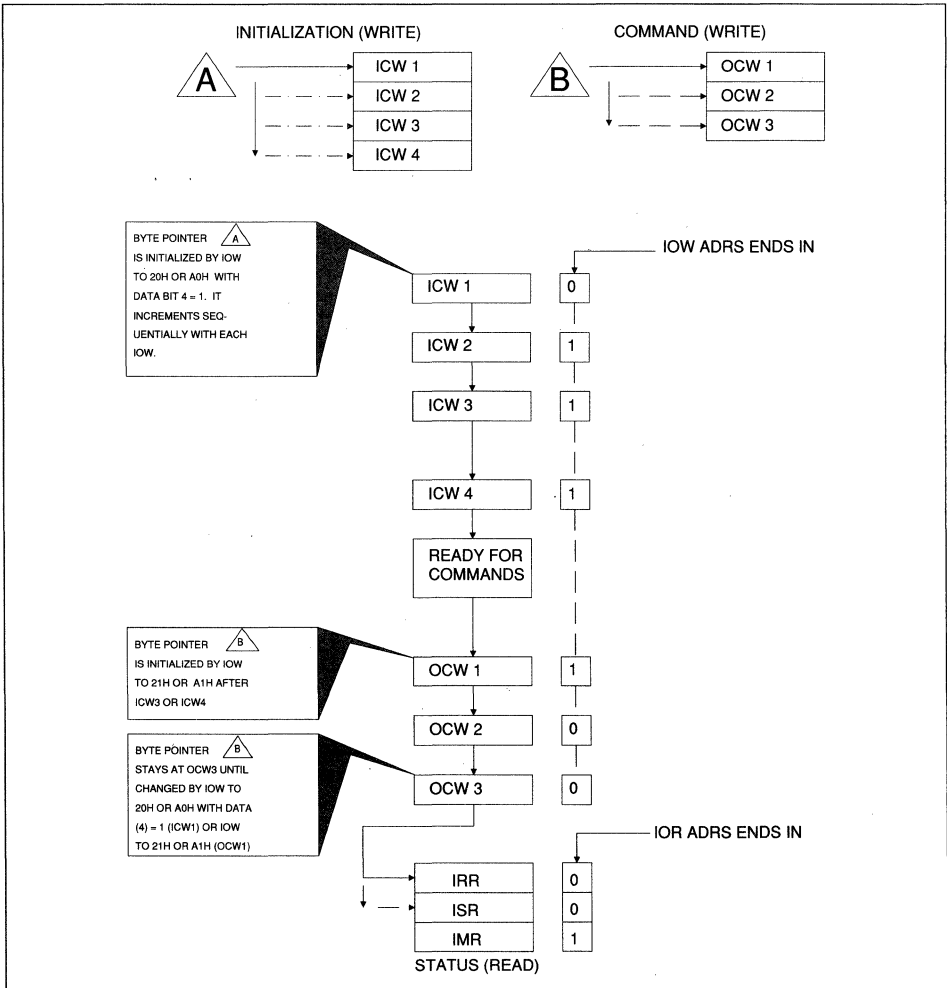 INITIALIZATION (WRITE)
COMMAND (WRITE)
A
ICW 1
ICW 2
ICW 3
ICW 4
B
OCW 1
OCW 2
OCW 3
BYTE POINTER A
IS INITIALIZED BY IOW
TO 20H OR A0H WITH
DATA BIT 4 = 1. IT
INCREMENTS SEQ-
UENTIALLY WITH EACH
IOW.
IOW ADRS ENDS IN
ICW 1 0
ICW 2 1
ICW 3 1
ICW 4 1
READY FOR
COMMANDS
BYTE POINTER B
IS INITIALIZED BY IOW
TO 21H OR A1H AFTER
ICW3 OR ICW4
OCW 1 1
OCW 2 0
BYTE POINTER B
STAYS AT OCW3 UNTIL
CHANGED BY IOW TO
20H OR A0H WITH DATA
(4) = 1 (ICW1) OR IOW
TO 21H OR A1H (OCW1)
OCW 3 0
IOR ADRS ENDS IN
IRR 0
ISR 0
IMR 1
STATUS (READ)